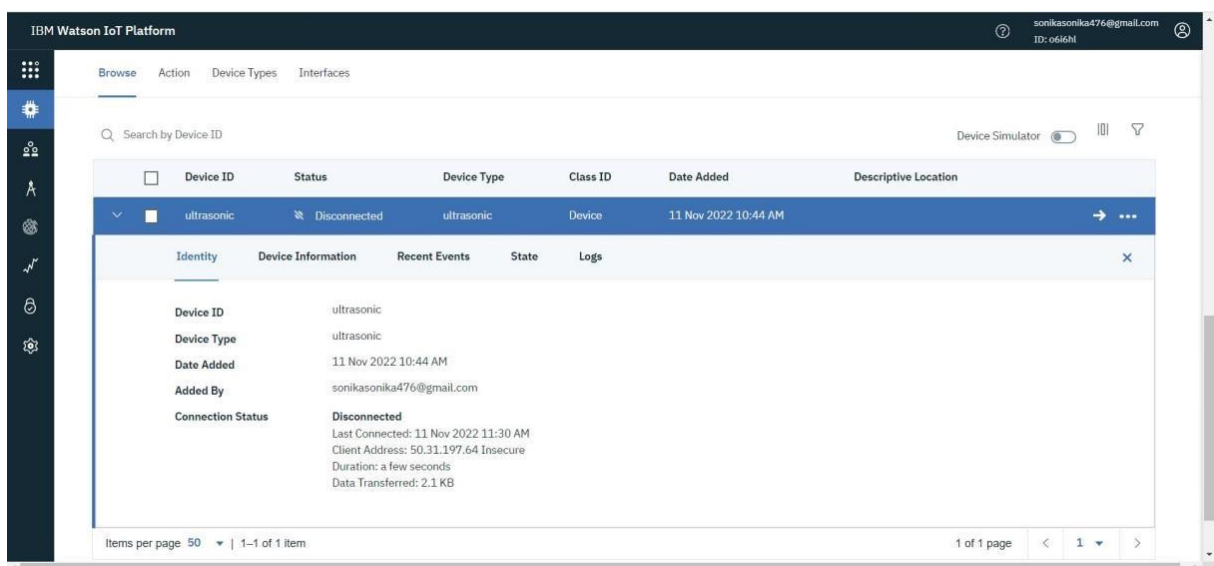 IBM Watson IoT Platform
sonikasonika476@gmail.com
ID: o6i6hl
Browse Action Device Types Interfaces
Search by Device ID
Device Simulator
Device ID Status Device Type Class ID Date Added Descriptive Location
ultrasonic Disconnected ultrasonic Device 11 Nov 2022 10:44 AM
Identity Device Information Recent Events State Logs
Device ID ultrasonic
Device Type ultrasonic
Date Added 11 Nov 2022 10:44 AM
Added By sonikasonika476@gmail.com
Connection Status Disconnected
Last Connected: 11 Nov 2022 11:30 AM
Client Address: 50.31.197.64 Insecure
Duration: a few seconds
Data Transferred: 2.1 KB
Items per page 50 | 1–1 of 1 item 1 of 1 page < 1 >